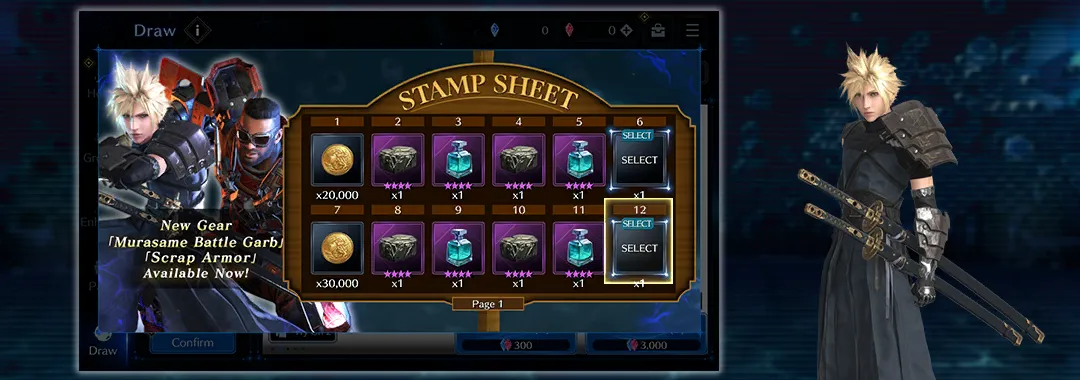 Draw
i
0
0
STAMP SHEET
1 2 3 4 5 6
SELECT
SELECT
x20,000 x1 x1 x1 x1 x1
7 8 9 10 11 12
SELECT
SELECT
x30,000 x1 x1 x1 x1 x1
Page 1
New Gear
「Murasame Battle Garb」
「Scrap Armor」
Available Now!
Draw
Confirm
300
3,000